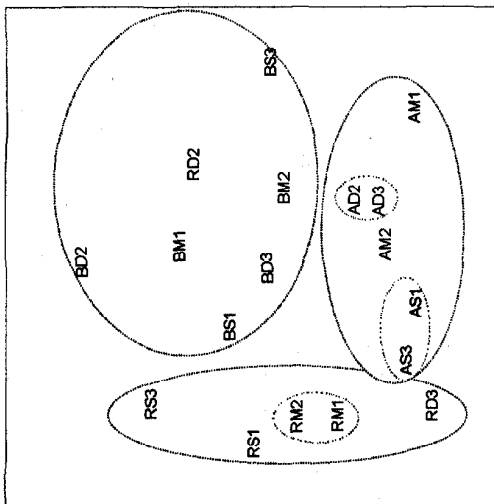 BD2
RS3
BM1
RD2
BS1
RS1
BD3
BS3
BM2
RM2
RM1
AD2
AD3
AM2
AS3
AS1
AM1
RD3